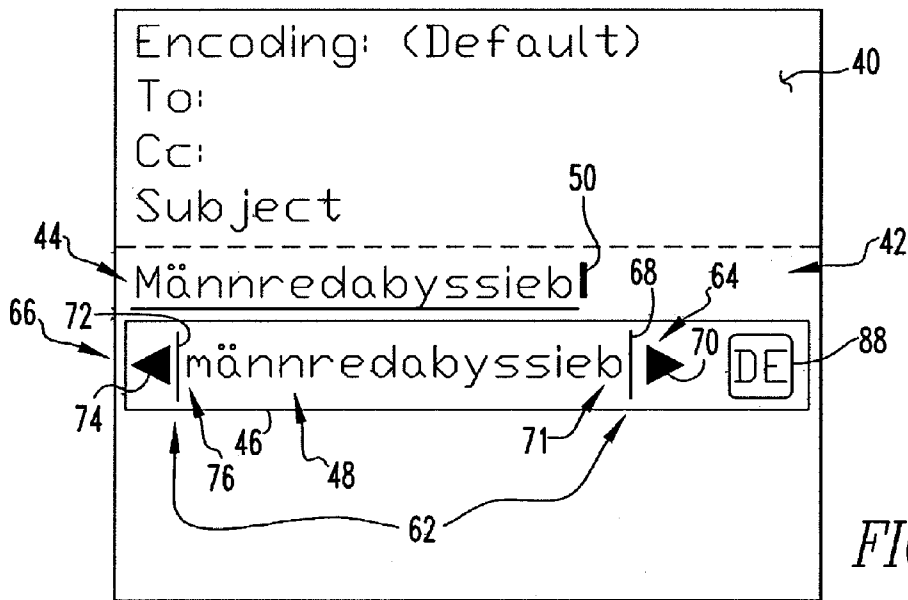 Encoding: (Default)
40
To:
Cc:
Subject
50
44
Männredabyssieb
42
68
64
66
72
männredabyssieb
70
DE
88
74
76
46
48
71
62